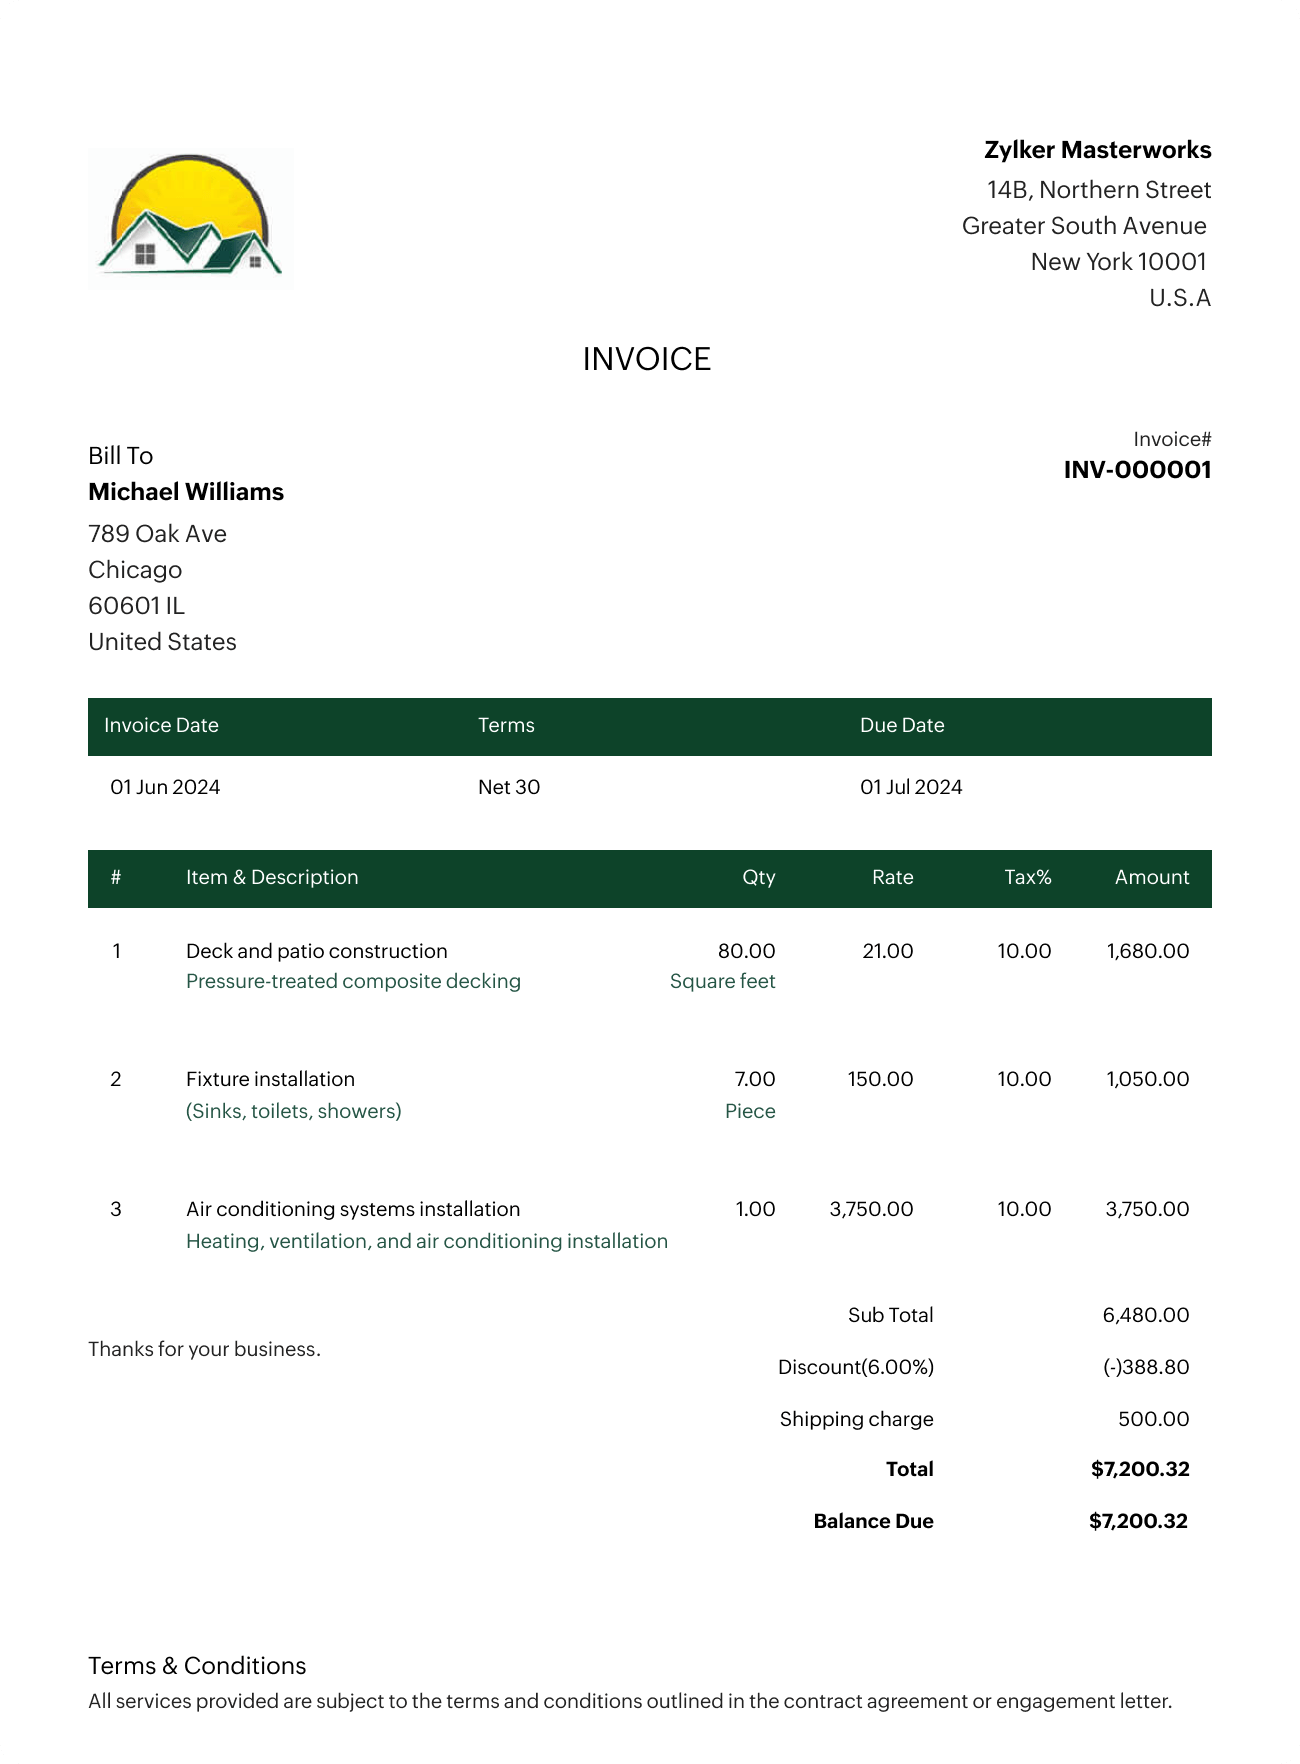 Zylker Masterworks
14B, Northern Street
Greater South Avenue
New York 10001
U.S.A
INVOICE
Invoice#
INV-000001
Bill To
Michael Williams
789 Oak Ave
Chicago
60601 IL
United States
Invoice Date Terms Due Date
01 Jun 2024 Net 30 01 Jul 2024
# Item & Description Qty Rate Tax% Amount
1 Deck and patio construction 80.00 21.00 10.00 1,680.00
Pressure-treated composite decking Square feet
2 Fixture installation 7.00 150.00 10.00 1,050.00
(Sinks, toilets, showers) Piece
3 Air conditioning systems installation 1.00 3,750.00 10.00 3,750.00
Heating, ventilation, and air conditioning installation
Sub Total 6,480.00
Thanks for your business.
Discount(6.00%) (-)388.80
Shipping charge 500.00
Total $7,200.32
Balance Due $7,200.32
Terms & Conditions
All services provided are subject to the terms and conditions outlined in the contract agreement or engagement letter.